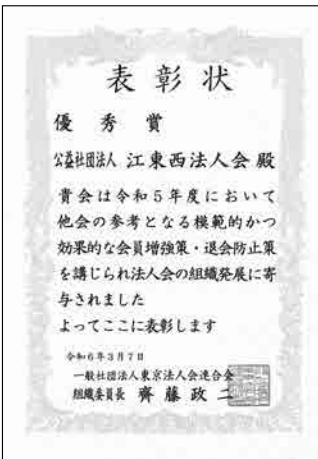 表彰状
優秀賞
公益社団法人 江東西法人会 殿
貴会は令和5年度において
他会の参考となる模範的かつ
効果的な会員増強策・退会防止策
を講じられ法人会の組織発展に寄
与されました
よってここに表彰します
令和6年3月7日
一般社団法人東京法人会連合会
組織委員長 齊藤政二